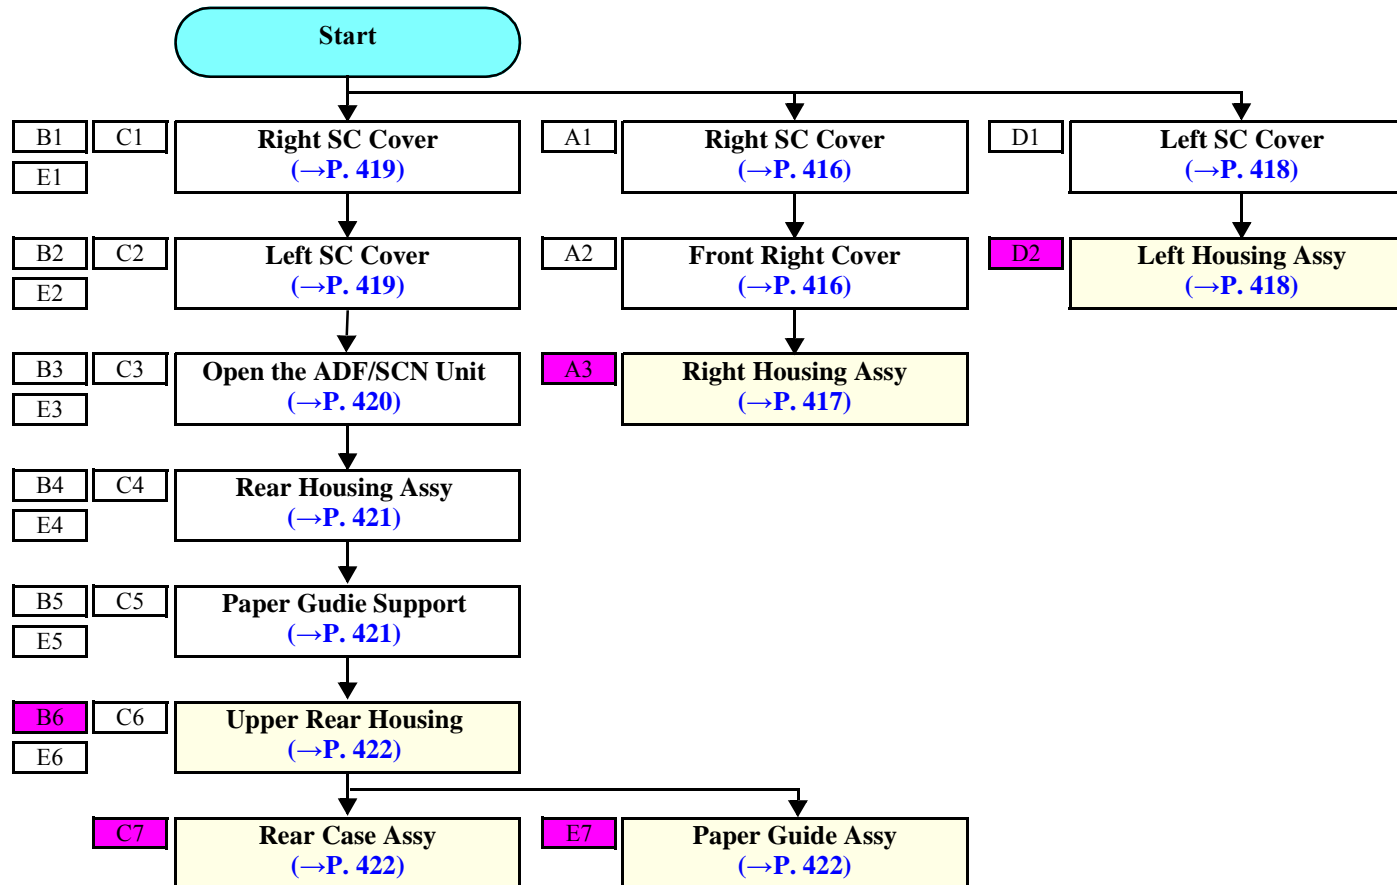 Start
B1 C1 Right SC Cover A1 Right SC Cover D1 Left SC Cover
E1 (→P. 419) (→P. 416) (→P. 418)
B2 C2 Left SC Cover A2 Front Right Cover D2 Left Housing Assy
E2 (→P. 419) (→P. 416) (→P. 418)
B3 C3 Open the ADF/SCN Unit A3 Right Housing Assy
E3 (→P. 420) (→P. 417)
B4 C4 Rear Housing Assy
E4 (→P. 421)
B5 C5 Paper Gudie Support
E5 (→P. 421)
B6 C6 Upper Rear Housing
E6 (→P. 422)
C7 Rear Case Assy E7 Paper Guide Assy
(→P. 422) (→P. 422)